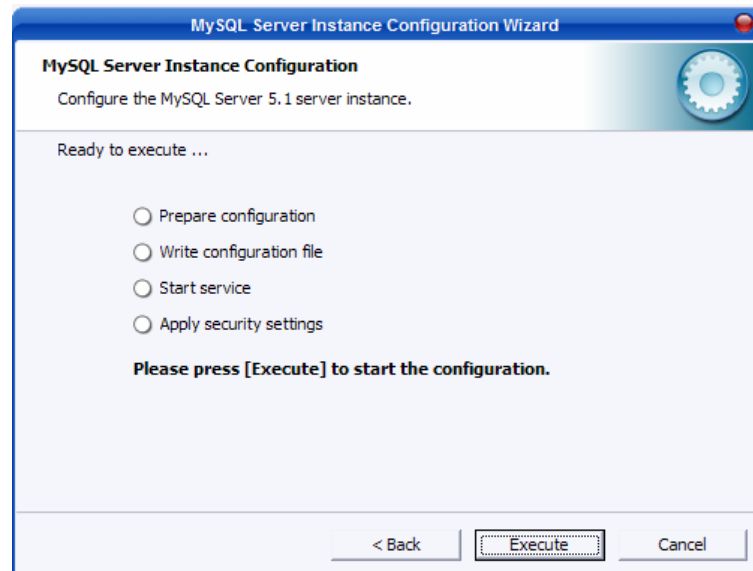 MySQL Server Instance Configuration Wizard
MySQL Server Instance Configuration
Configure the MySQL Server 5.1 server instance.
Ready to execute ...
Prepare configuration
Write configuration file
Start service
Apply security settings
Please press [Execute] to start the configuration.
< Back Execute Cancel